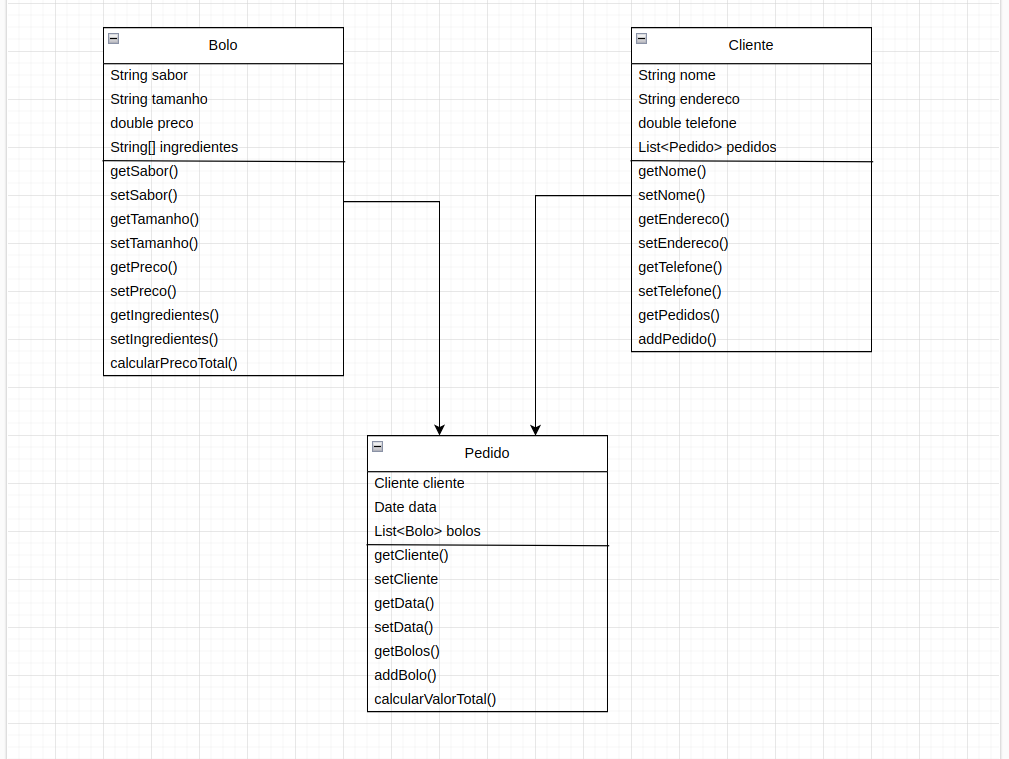 Bolo
String sabor
String tamanho
double preco
String[] ingredientes
getSabor()
setSabor()
getTamanho()
setTamanho()
getPreco()
setPreco()
getIngredientes()
setIngredientes()
calcularPrecoTotal()
Cliente
String nome
String endereco
double telefone
List<Pedido> pedidos
getNome()
setNome()
getEndereco()
setEndereco()
getTelefone()
setTelefone()
getPedidos()
addPedido()
Pedido
Cliente cliente
Date data
List<Bolo> bolos
getCliente()
setCliente
getData()
setData()
getBolos()
addBolo()
calcularValorTotal()